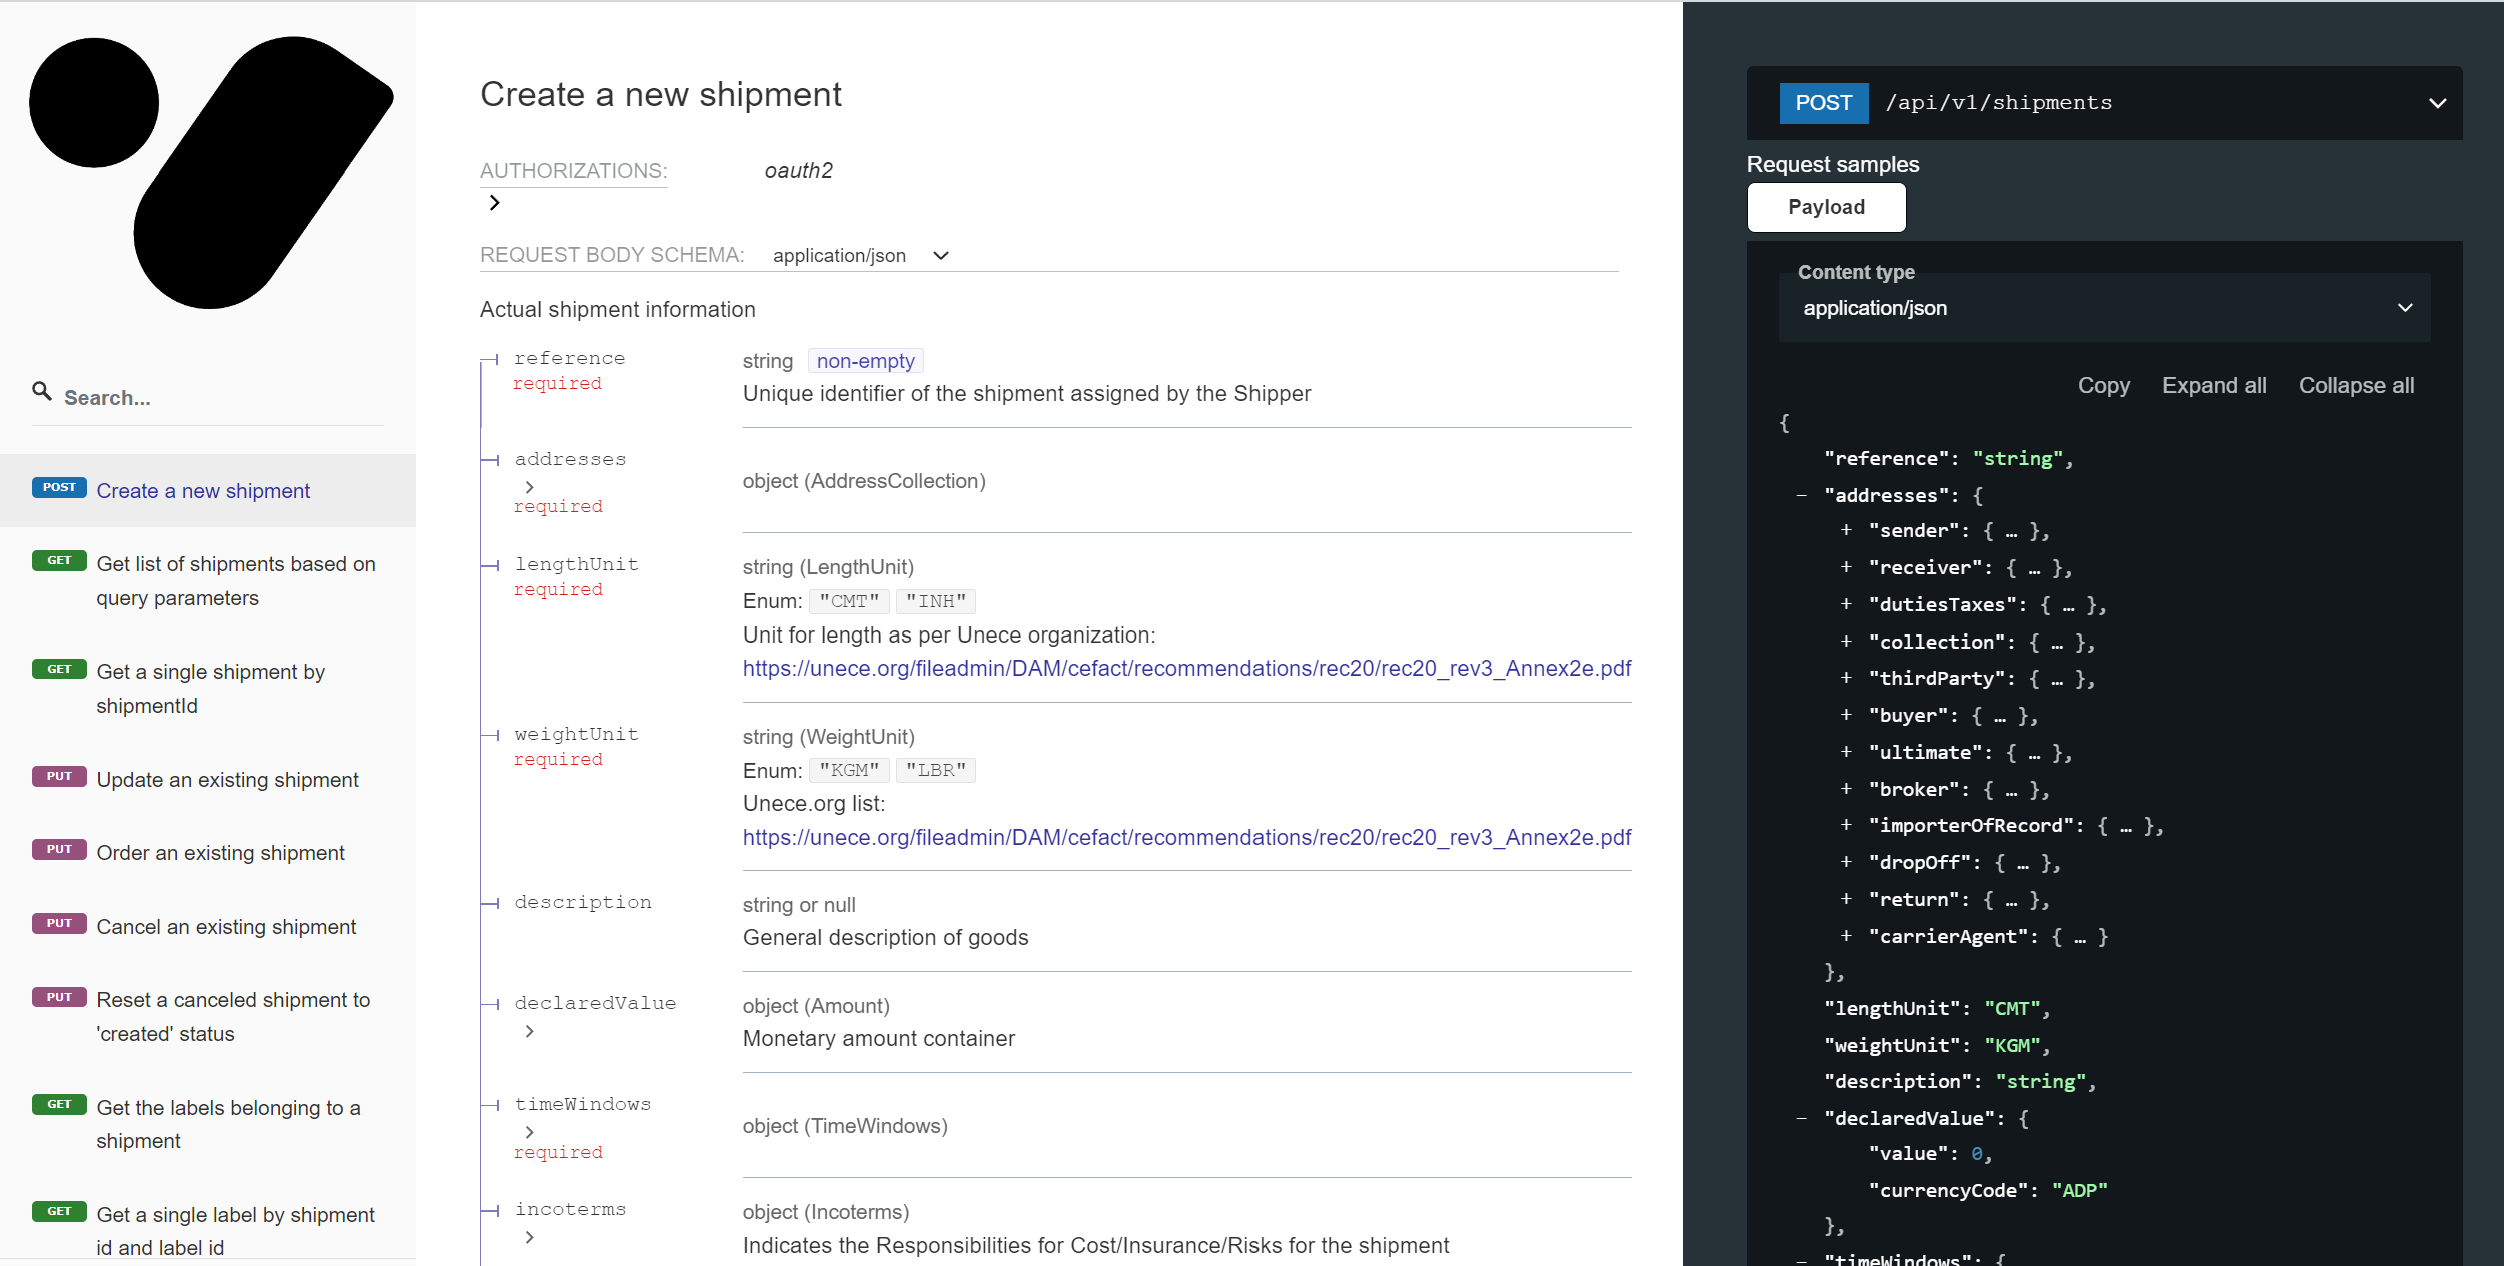 Search...
POST Create a new shipment
GET Get list of shipments based on
query parameters
GET Get a single shipment by
shipmentId
PUT Update an existing shipment
PUT Order an existing shipment
PUT Cancel an existing shipment
PUT Reset a canceled shipment to
'created' status
GET Get the labels belonging to a
shipment
GET Get a single label by shipment
id and label id
Create a new shipment
AUTHORIZATIONS: oauth2
REQUEST BODY SCHEMA: application/json
Actual shipment information
reference
required
string non-empty
Unique identifier of the shipment assigned by the Shipper
addresses
required
object (AddressCollection)
lengthUnit
required
string (LengthUnit)
Enum: "CMT" "INH"
Unit for length as per Unece organization:
https://unece.org/fileadmin/DAM/cefact/recommendations/rec20/rec20_rev3_Annex2e.pdf
weightUnit
required
string (WeightUnit)
Enum: "KGM" "LBR"
Unece.org list:
https://unece.org/fileadmin/DAM/cefact/recommendations/rec20/rec20_rev3_Annex2e.pdf
description
string or null
General description of goods
declaredValue
object (Amount)
Monetary amount container
timeWindows
required
object (TimeWindows)
incoterms
object (Incoterms)
Indicates the Responsibilities for Cost/Insurance/Risks for the shipment
POST /api/v1/shipments
Request samples
Payload
Content type
application/json
Copy Expand all Collapse all
{
"reference": "string",
- "addresses": {
+ "sender": { … },
+ "receiver": { … },
+ "dutiesTaxes": { … },
+ "collection": { … },
+ "thirdParty": { … },
+ "buyer": { … },
+ "ultimate": { … },
+ "broker": { … },
+ "importerOfRecord": { … },
+ "dropOff": { … },
+ "return": { … },
+ "carrierAgent": { … }
},
"lengthUnit": "CMT",
"weightUnit": "KGM",
"description": "string",
- "declaredValue": {
"value": 0,
"currencyCode": "ADP"
},
- "timeWindows": {